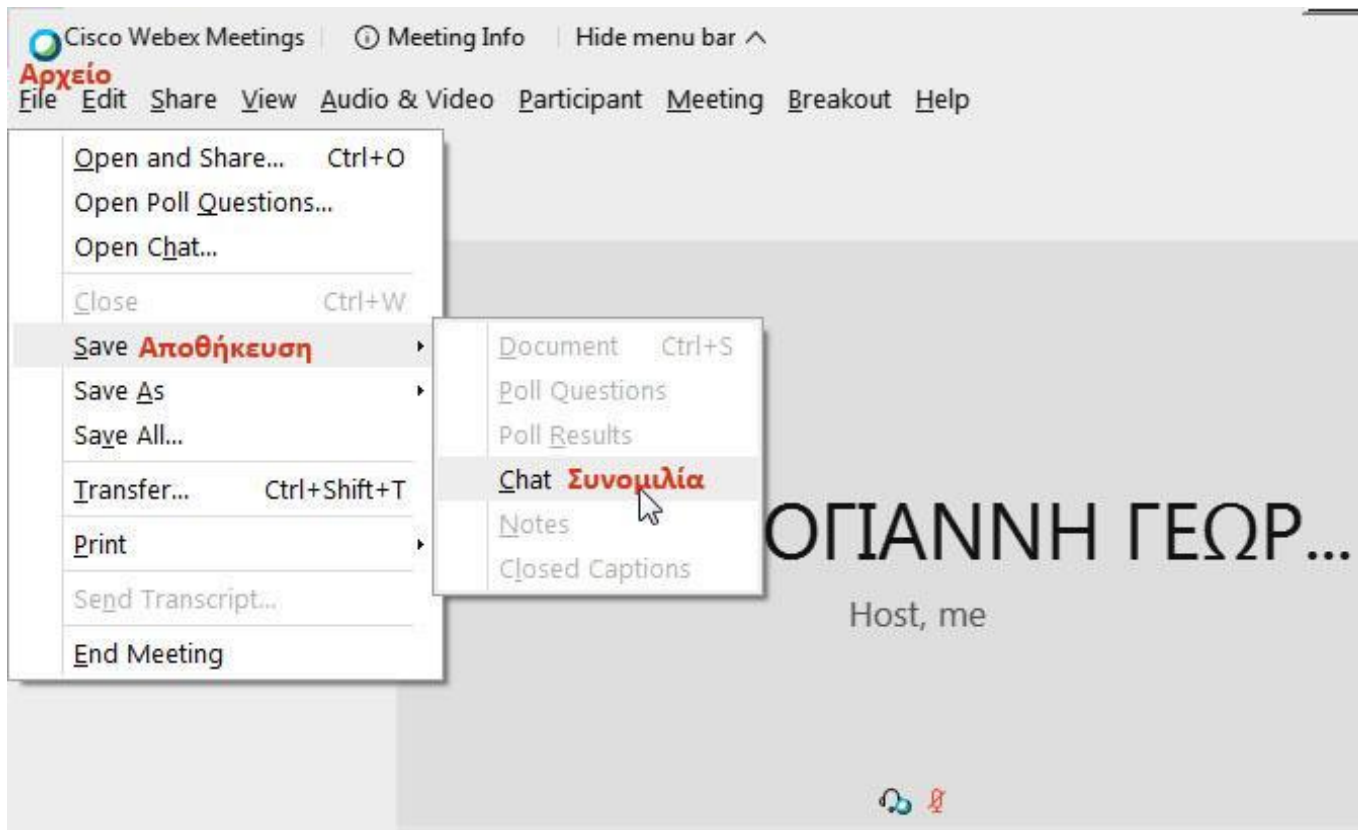 Cisco Webex Meetings Meeting Info Hide menu bar
Αρχείο
File Edit Share View Audio & Video Participant Meeting Breakout Help
Open and Share... Ctrl+O
Open Poll Questions...
Open Chat...
Close Ctrl+W
Save Αποθήκευση
Save As
Save All...
Transfer... Ctrl+Shift+T
Print
Send Transcript...
End Meeting
Document Ctrl+S
Poll Questions
Poll Results
Chat Συνομιλία
Notes
Closed Captions
ΟΓΙΑΝΝΗ ΓΕΩΡ...
Host, me